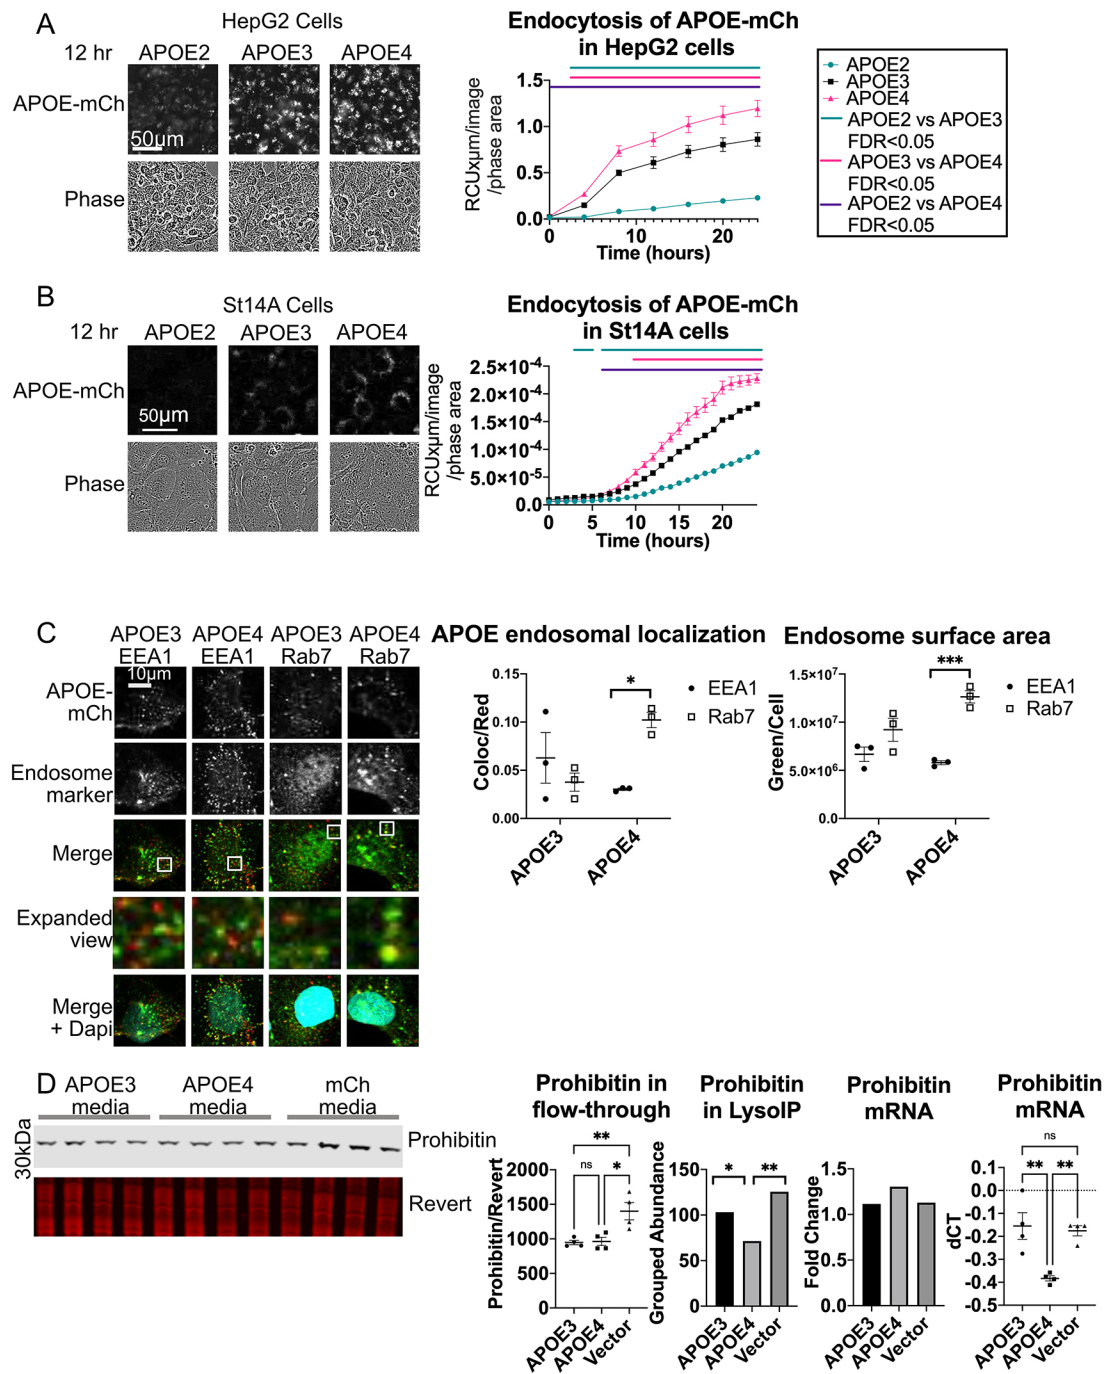 A
HepG2 Cells
12 hr APOE2 APOE3 APOE4
APOE-mCh
50µm
Phase
Endocytosis of APOE-mCh
in HepG2 cells
RCUxµm/image
/phase area
1.5
1.0
0.5
0.0
0 10 20
Time (hours)
APOE2
APOE3
APOE4
APOE2 vs APOE3
FDR<0.05
APOE3 vs APOE4
FDR<0.05
APOE2 vs APOE4
FDR<0.05
B
St14A Cells
12 hr APOE2 APOE3 APOE4
APOE-mCh
50µm
Phase
Endocytosis of APOE-mCh
in St14A cells
RCUxµm/image
/phase area
2.5×10-4
2.0×10-4
1.5×10-4
1.0×10-4
5.0×10-5
0.0
0 5 10 15 20
Time (hours)
C
APOE3 APOE4 APOE3 APOE4
EEA1 EEA1 Rab7 Rab7
10µm
APOE-
mCh
Endosome
marker
Merge
Expanded
view
Merge
+ Dapi
APOE endosomal localization
Coloc/Red
0.15
0.10
0.05
0.00
*
EEA1
Rab7
APOE3 APOE4
Endosome surface area
Green/Cell
1.5×107
1.0×107
5.0×106
0.0
***
EEA1
Rab7
APOE3 APOE4
D
APOE3 APOE4 mCh
media media media
30kDa
Prohibitin
Revert
Prohibitin in
flow-through
Prohibitin/Revert
2000
1500
1000
500
0
**
ns *
APOE3 APOE4 Vector
Prohibitin
in LysoIP
Grouped Abundance
150
100
50
0
* **
APOE3 APOE4 Vector
Prohibitin
mRNA
Fold Change
1.5
1.0
0.5
0.0
APOE3 APOE4 Vector
Prohibitin
mRNA
dCT
0.1
0.0
-0.1
-0.2
-0.3
-0.4
-0.5
ns
** **
APOE3 APOE4 Vector